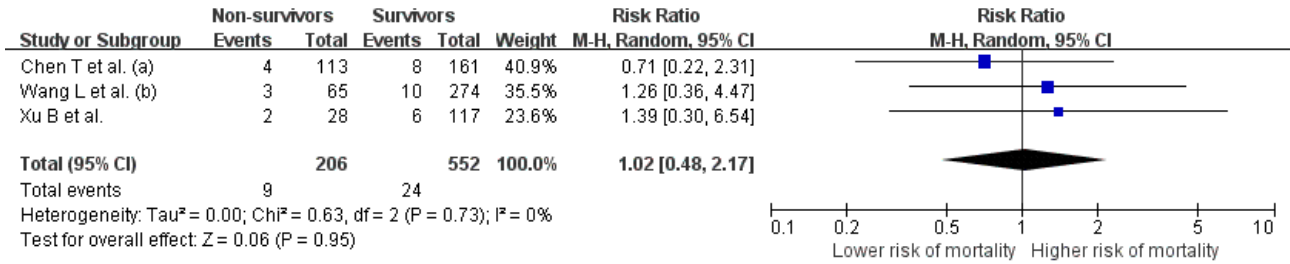 Non-survivors Survivors Risk Ratio Risk Ratio
Study or Subgroup Events Total Events Total Weight M-H, Random, 95% CI M-H, Random, 95% CI
Chen T et al. (a) 4 113 8 161 40.9% 0.71 [0.22, 2.31]
Wang L et al. (b) 3 65 10 274 35.5% 1.26 [0.36, 4.47]
Xu B et al. 2 28 6 117 23.6% 1.39 [0.30, 6.54]
Total (95% CI) 206 552 100.0% 1.02 [0.48, 2.17]
Total events 9 24
Heterogeneity: Tau² = 0.00; Chi² = 0.63, df = 2 (P = 0.73); I² = 0%
Test for overall effect: Z = 0.06 (P = 0.95)
0.1 0.2 0.5 1 2 5 10
Lower risk of mortality Higher risk of mortality